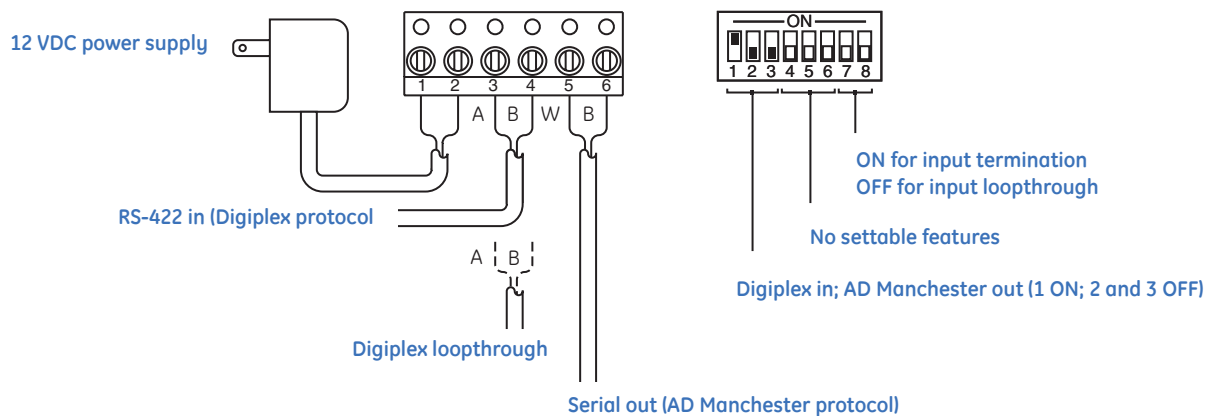 12 VDC power supply
1 2 3 4 5 6
A B W B
RS-422 in (Digiplex protocol
A B
Digiplex loopthrough
Serial out (AD Manchester protocol)
ON
1 2 3 4 5 6 7 8
ON for input termination
OFF for input loopthrough
No settable features
Digiplex in; AD Manchester out (1 ON; 2 and 3 OFF)